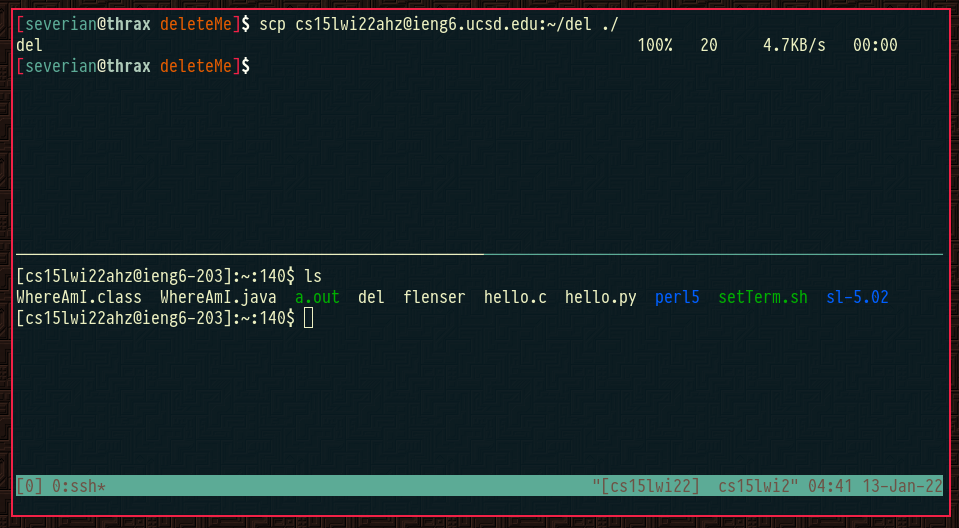 [severian@thrax deleteMe]$ scp cs15lwi22ahz@ieng6.ucsd.edu:~/del ./
del 100% 20 4.7KB/s 00:00
[severian@thrax deleteMe]$
[cs15lwi22ahz@ieng6-203]:~:140$ ls
WhereAmI.class WhereAmI.java a.out del flenser hello.c hello.py perl5 setTerm.sh sl-5.02
[cs15lwi22ahz@ieng6-203]:~:140$
[0] 0:ssh* "[cs15lwi22] cs15lwi2" 04:41 13-Jan-22